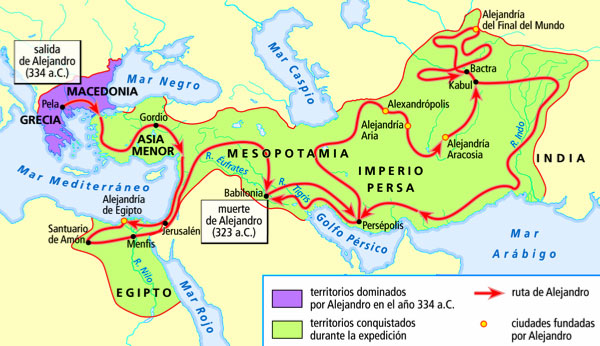 salida
de Alejandro
(334 a.C.)
Mar Negro
Mar Caspio
Alejandría
del Final del Mundo
MACEDONIA
Pela
GRECIA
Gordio
ASIA
MENOR
Bactra
Kabul
Alexandrópolis
Alejandría
Aria
Alejandría
Aracosia
R. Indo
INDIA
MESOPOTAMIA
IMPERIO
PERSA
Mar Mediterráneo
R. Eufrates
R. Tigris
Babilonia
Alejandría
de Egipto
muerte
de Alejandro
(323 a.C.)
Persépolis
Santuario
de Amón
Menfis
Jerusalén
Golfo Pérsico
Mar
Arábigo
R. Nilo
EGIPTO
Mar Rojo
territorios dominados
por Alejandro en el año 334 a.C.
territorios conquistados
durante la expedición
ruta de Alejandro
ciudades fundadas
por Alejandro